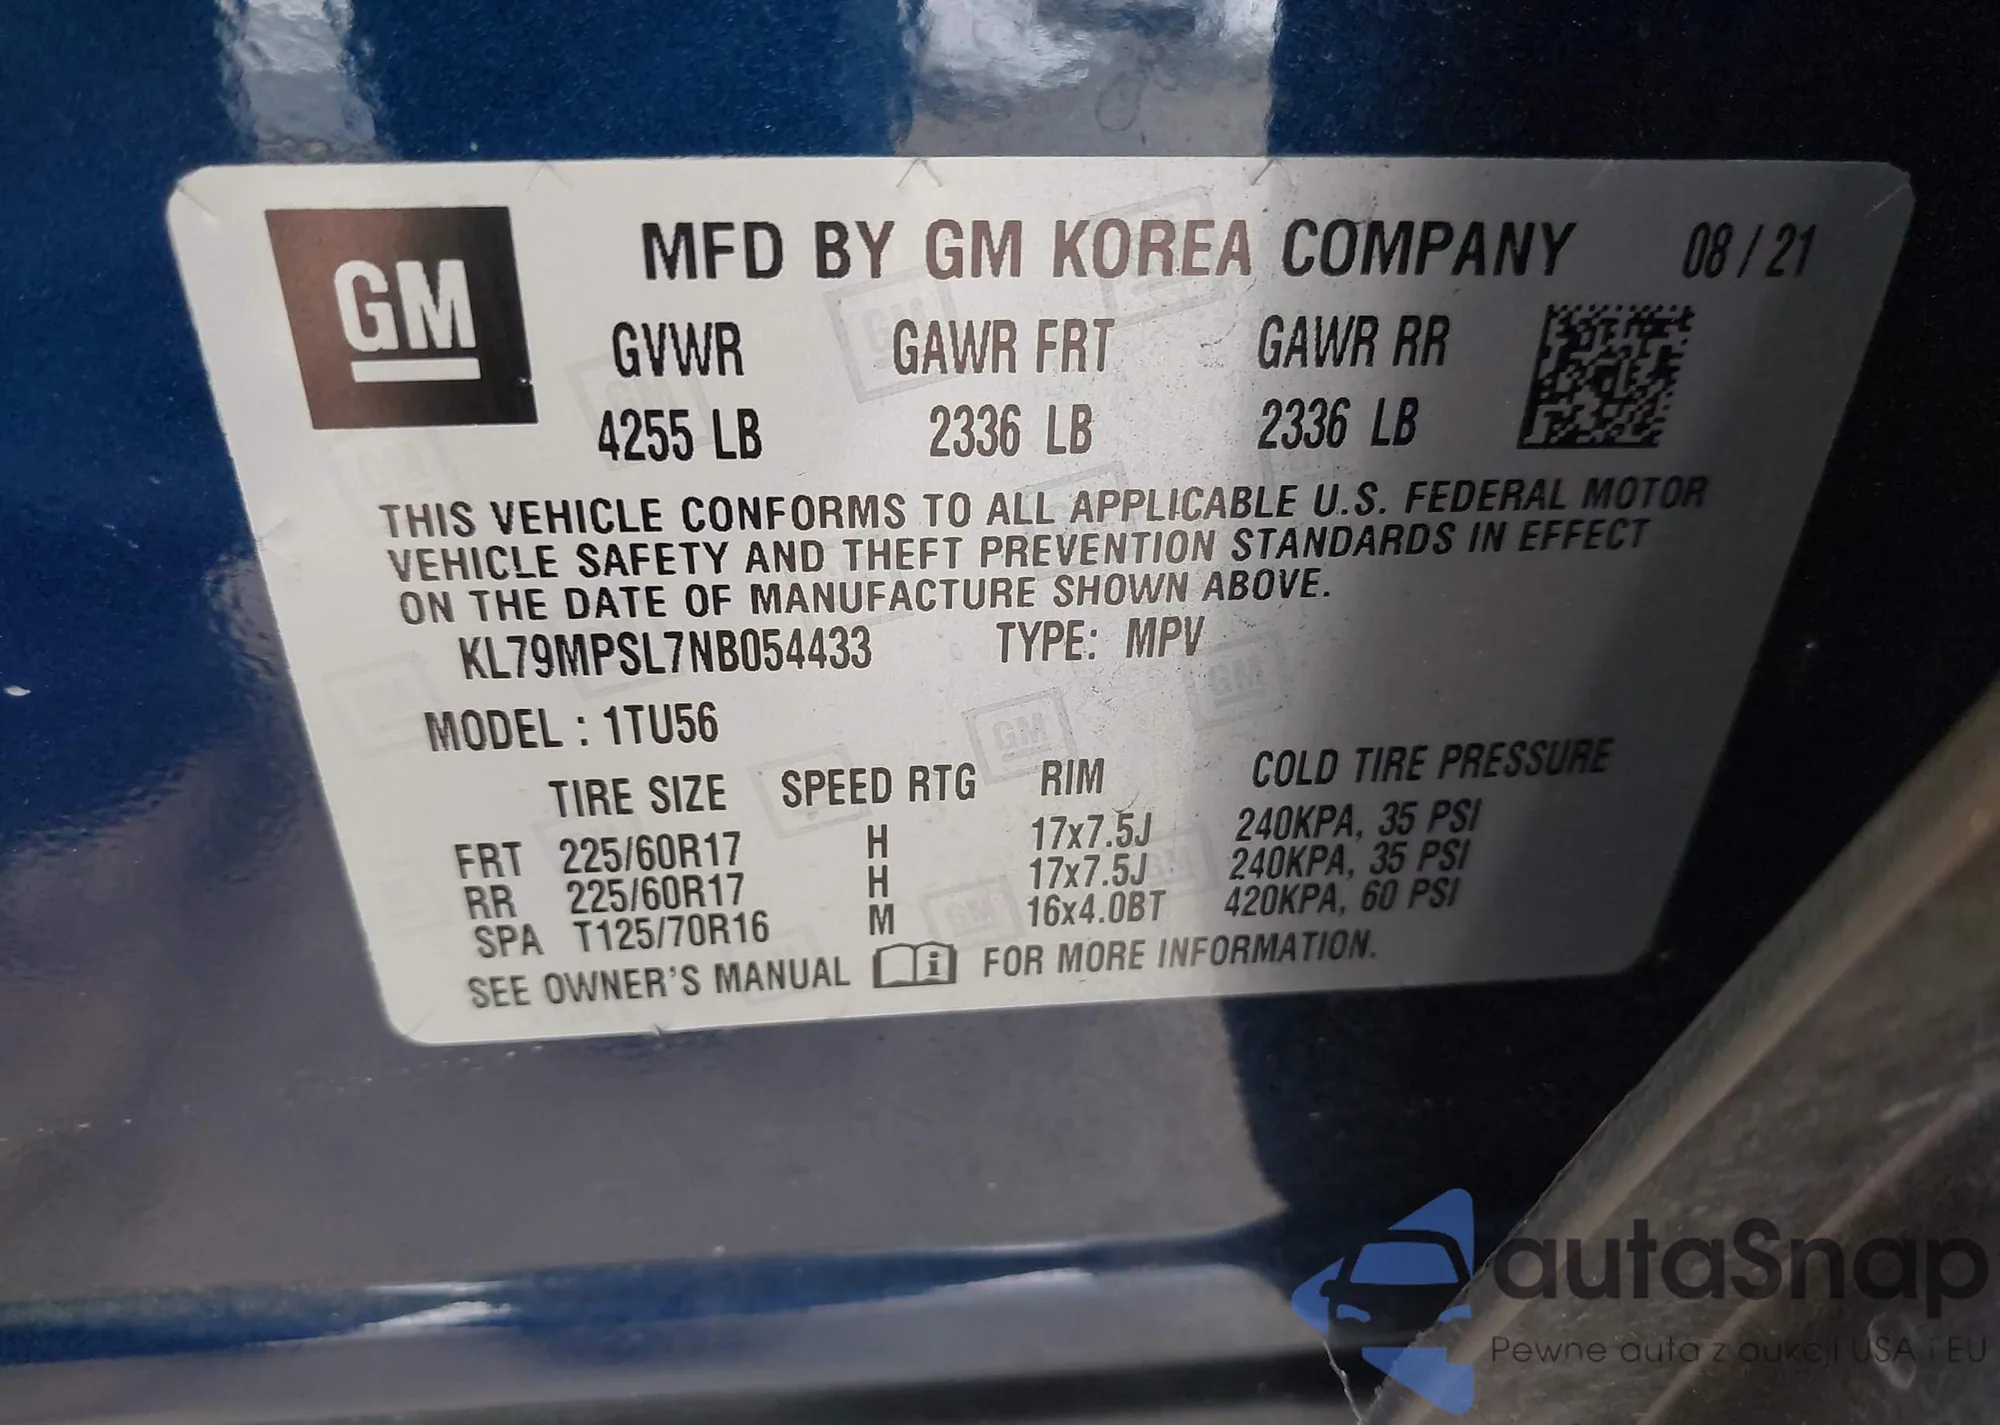 GM
MFD BY GM KOREA COMPANY 08 / 21
GVWR GAWR FRT GAWR RR
4255 LB 2336 LB 2336 LB
THIS VEHICLE CONFORMS TO ALL APPLICABLE U.S. FEDERAL MOTOR
VEHICLE SAFETY AND THEFT PREVENTION STANDARDS IN EFFECT
ON THE DATE OF MANUFACTURE SHOWN ABOVE.
KL79MPSL7NB054433 TYPE: MPV
MODEL : 1TU56
TIRE SIZE SPEED RTG RIM COLD TIRE PRESSURE
FRT 225/60R17 H 17x7.5J 240KPA, 35 PSI
RR 225/60R17 H 17x7.5J 240KPA, 35 PSI
SPA T125/70R16 M 16x4.0BT 420KPA, 60 PSI
SEE OWNER'S MANUAL i FOR MORE INFORMATION.
autaSnap
Pewne auta z aukcji USA i EU